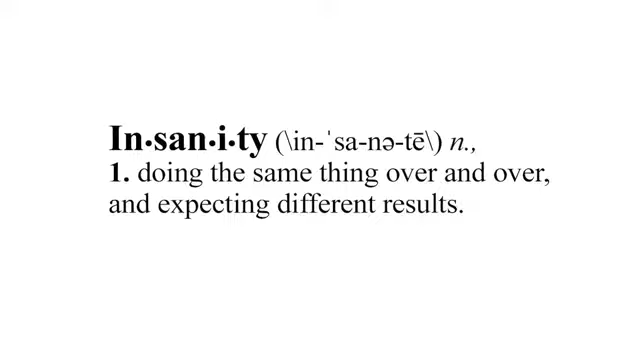 In•san•i•ty (\in-ˈsa-nə-tē\) n.,
1. doing the same thing over and over,
and expecting different results.